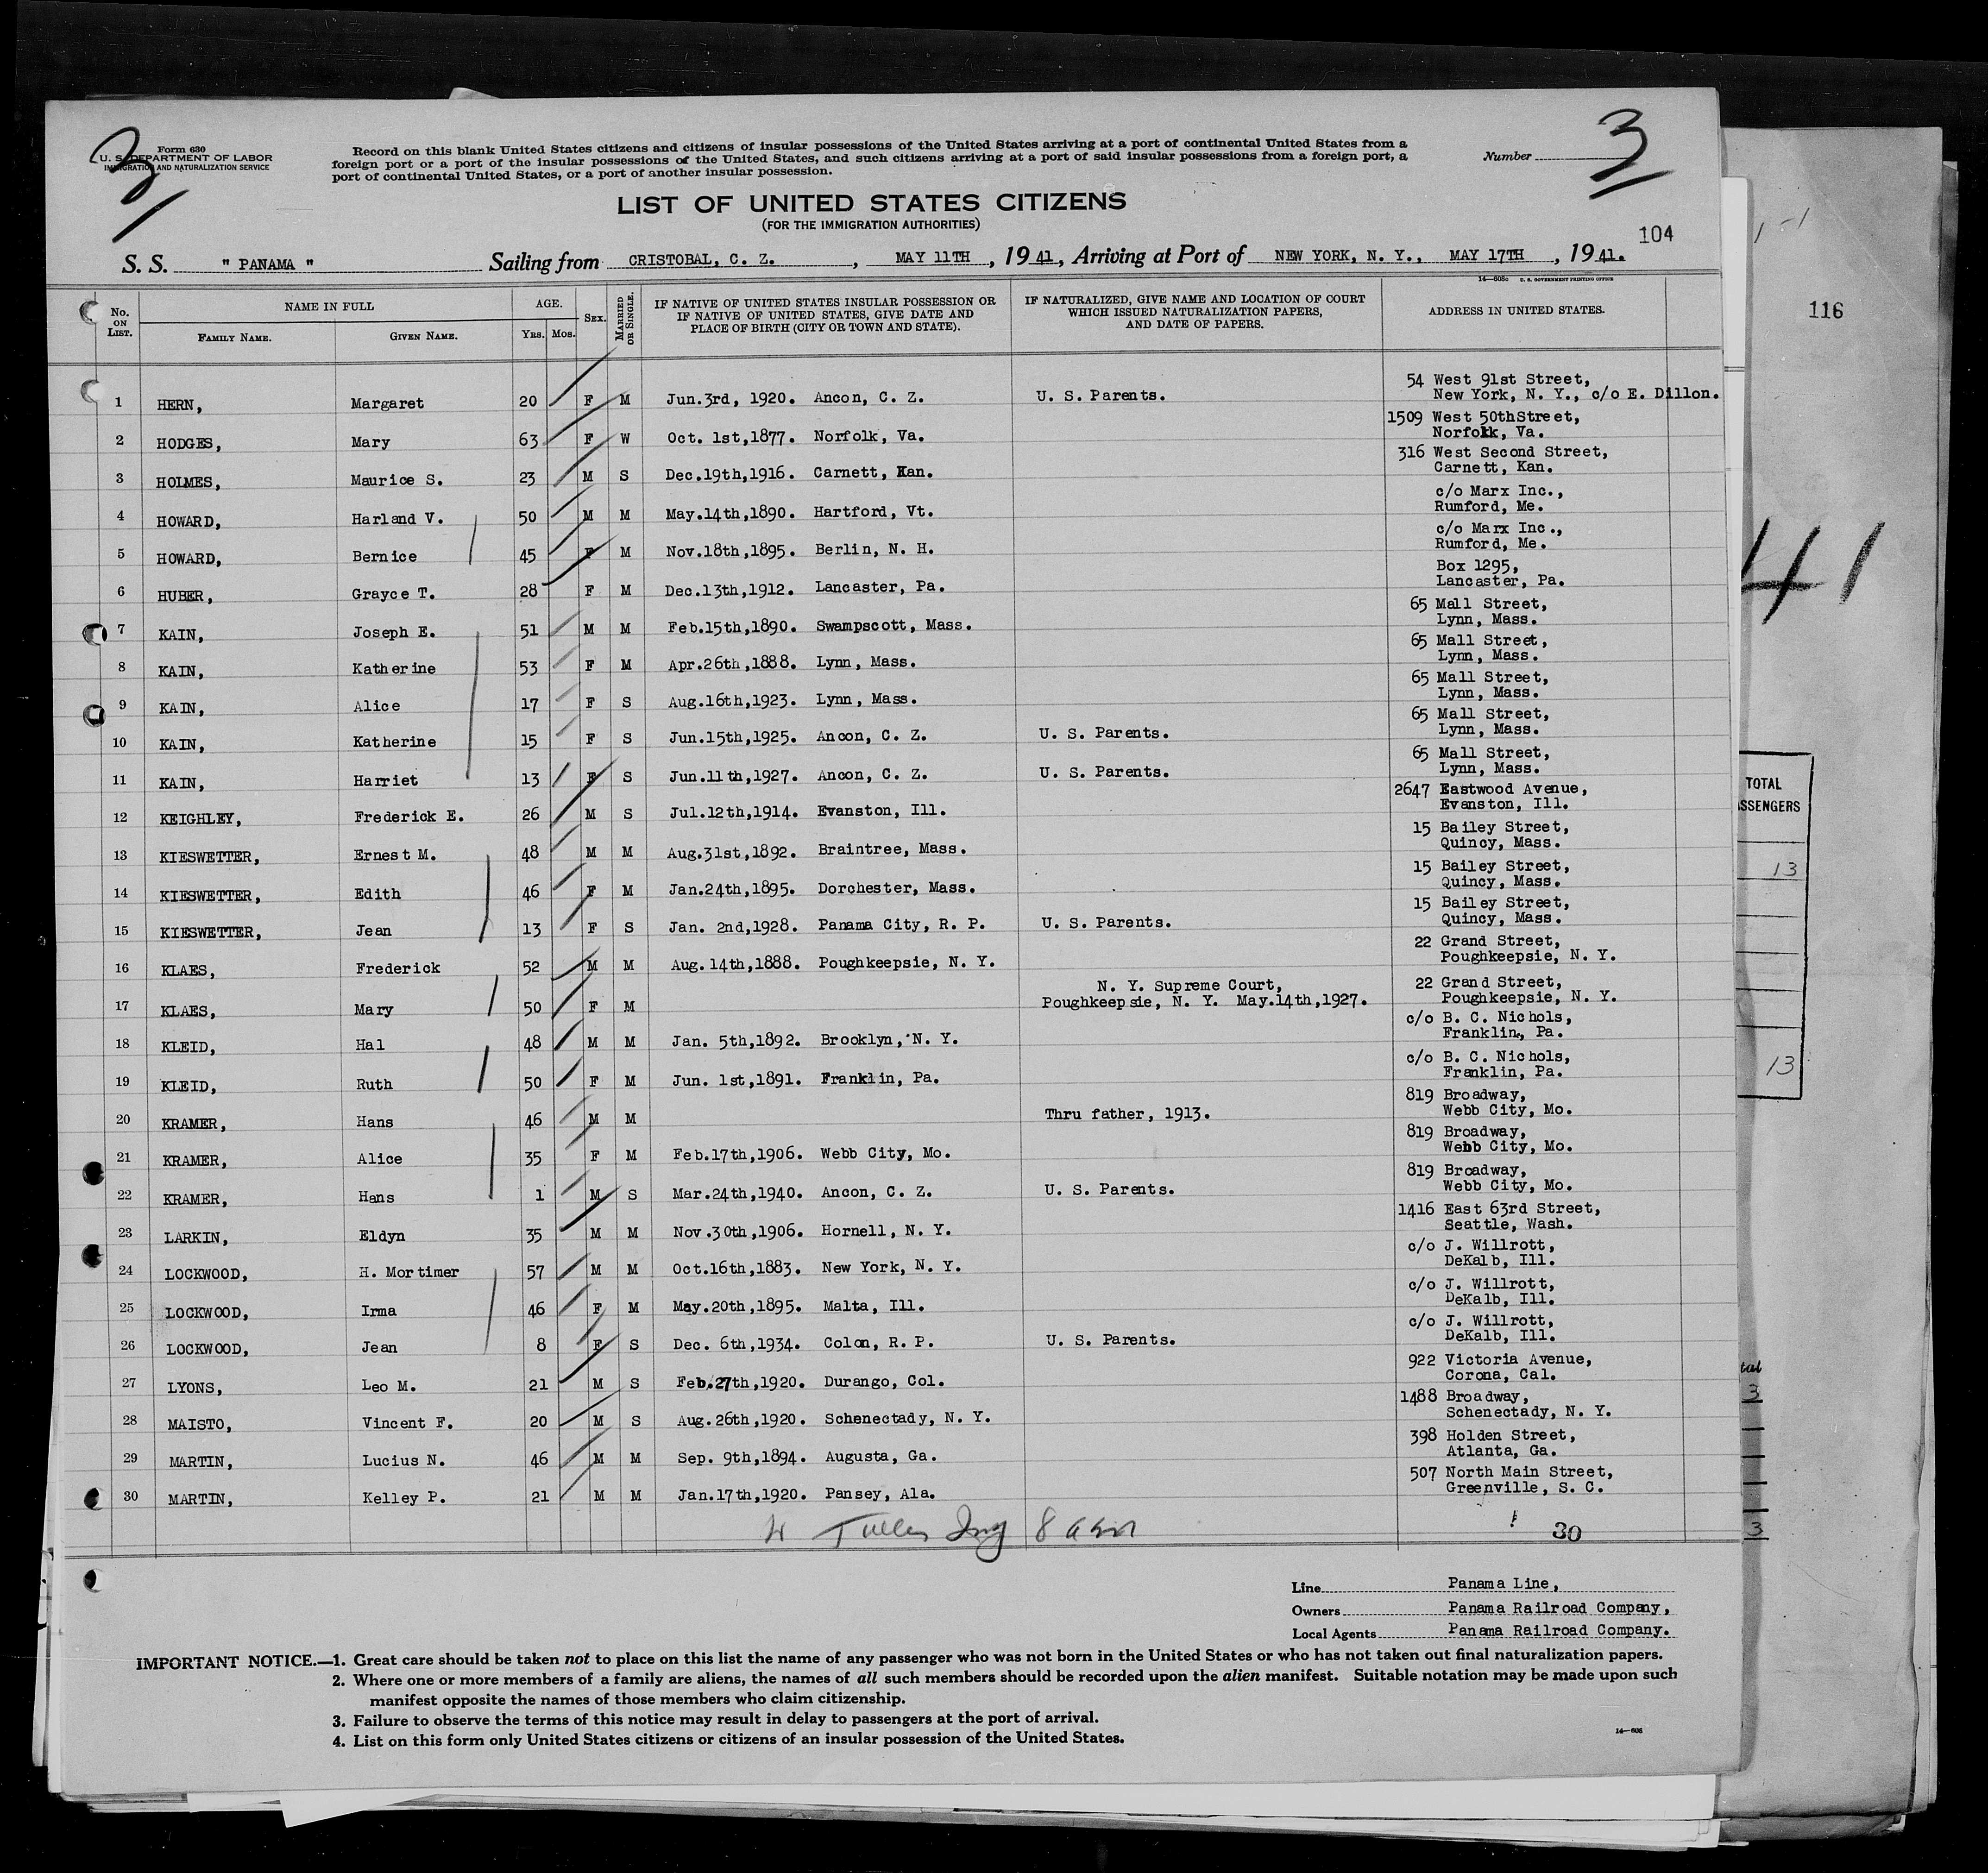 3
3
Form 630
U. S. DEPARTMENT OF LABOR
IMMIGRATION AND NATURALIZATION SERVICE
Record on this blank United States citizens and citizens of insular possessions of the United States arriving at a port of continental United States from a
foreign port or a port of the insular possessions of the United States, and such citizens arriving at a port of said insular possessions from a foreign port, a
port of continental United States, or a port of another insular possession.
Number
LIST OF UNITED STATES CITIZENS
(FOR THE IMMIGRATION AUTHORITIES)
104
S. S. " PANAMA " Sailing from CRISTOBAL, C. Z. , MAY 11TH , 19 41, Arriving at Port of NEW YORK, N. Y., MAY 17TH , 19 41.
14—608c U. S. GOVERNMENT PRINTING OFFICE
No. ON LIST. NAME IN FULL FAMILY NAME. GIVEN NAME. AGE. YRS. MOS. SEX. MARRIED OR SINGLE. IF NATIVE OF UNITED STATES INSULAR POSSESSION OR IF NATIVE OF UNITED STATES, GIVE DATE AND PLACE OF BIRTH (CITY OR TOWN AND STATE). IF NATURALIZED, GIVE NAME AND LOCATION OF COURT WHICH ISSUED NATURALIZATION PAPERS, AND DATE OF PAPERS. ADDRESS IN UNITED STATES.
1 HERN, Margaret 20 F M Jun.3rd, 1920. Ancon, C. Z. U. S. Parents. 54 West 91st Street,
New York, N. Y., c/o E. Dillon.
2 HODGES, Mary 63 F W Oct. 1st,1877. Norfolk, Va. 1509 West 50thStreet,
Norfolk, Va.
3 HOLMES, Maurice S. 23 M S Dec.19th,1916. Carnett, Kan. 316 West Second Street,
Carnett, Kan.
4 HOWARD, Harland V. 50 M M May.14th,1890. Hartford, Vt. c/o Marx Inc.,
Rumford, Me.
5 HOWARD, Bernice 45 F M Nov.18th,1895. Berlin, N. H. c/o Marx Inc.,
Rumford, Me.
6 HUBER, Grayce T. 28 F M Dec.13th,1912. Lancaster, Pa. Box 1295,
Lancaster, Pa.
7 KAIN, Joseph E. 51 M M Feb.15th,1890. Swampscott, Mass. 65 Mall Street,
Lynn, Mass.
8 KAIN, Katherine 53 F M Apr.26th,1888. Lynn, Mass. 65 Mall Street,
Lynn, Mass.
9 KAIN, Alice 17 F S Aug.16th,1923. Lynn, Mass. 65 Mall Street,
Lynn, Mass.
10 KAIN, Katherine 15 F S Jun.15th,1925. Ancon, C. Z. U. S. Parents. 65 Mall Street,
Lynn, Mass.
11 KAIN, Harriet 13 F S Jun.11th,1927. Ancon, C. Z. U. S. Parents. 65 Mall Street,
Lynn, Mass.
12 KEIGHLEY, Frederick E. 26 M S Jul.12th,1914. Evanston, Ill. 2647 Eastwood Avenue,
Evanston, Ill.
13 KIESWETTER, Ernest M. 48 M M Aug.31st,1892. Braintree, Mass. 15 Bailey Street,
Quincy, Mass.
14 KIESWETTER, Edith 46 F M Jan.24th,1895. Dorchester, Mass. 15 Bailey Street,
Quincy, Mass.
15 KIESWETTER, Jean 13 F S Jan. 2nd,1928. Panama City, R. P. U. S. Parents. 15 Bailey Street,
Quincy, Mass.
16 KLAES, Frederick 52 M M Aug.14th,1888. Poughkeepsie, N. Y. 22 Grand Street,
Poughkeepsie, N. Y.
17 KLAES, Mary 50 F M N. Y. Supreme Court,
Poughkeepsie, N. Y. May.14th,1927. 22 Grand Street,
Poughkeepsie, N. Y.
18 KLEID, Hal 48 M M Jan. 5th,1892. Brooklyn, N. Y. c/o B. C. Nichols,
Franklin, Pa.
19 KLEID, Ruth 50 F M Jun. 1st,1891. Franklin, Pa. c/o B. C. Nichols,
Franklin, Pa.
20 KRAMER, Hans 46 M M Thru father, 1913. 819 Broadway,
Webb City, Mo.
21 KRAMER, Alice 35 F M Feb.17th,1906. Webb City, Mo. 819 Broadway,
Webb City, Mo.
22 KRAMER, Hans 1 M S Mar.24th,1940. Ancon, C. Z. U. S. Parents. 819 Broadway,
Webb City, Mo.
23 LARKIN, Eldyn 35 M M Nov.30th,1906. Hornell, N. Y. 1416 East 63rd Street,
Seattle, Wash.
24 LOCKWOOD, H. Mortimer 57 M M Oct.16th,1883. New York, N. Y. c/o J. Willrott,
DeKalb, Ill.
25 LOCKWOOD, Irma 46 F M May.20th,1895. Malta, Ill. c/o J. Willrott,
DeKalb, Ill.
26 LOCKWOOD, Jean 8 F S Dec. 6th,1934. Colon, R. P. U. S. Parents. c/o J. Willrott,
DeKalb, Ill.
27 LYONS, Leo M. 21 M S Feb.27th,1920. Durango, Col. 922 Victoria Avenue,
Corona, Cal.
28 MAISTO, Vincent F. 20 M S Aug.26th,1920. Schenectady, N. Y. 1488 Broadway,
Schenectady, N. Y.
29 MARTIN, Lucius N. 46 M M Sep. 9th,1894. Augusta, Ga. 398 Holden Street,
Atlanta, Ga.
30 MARTIN, Kelley P. 21 M M Jan.17th,1920. Pansey, Ala. 507 North Main Street,
Greenville, S. C.
30
Line Panama Line,
Owners Panama Railroad Company,
Local Agents Panama Railroad Company.
IMPORTANT NOTICE.—1. Great care should be taken not to place on this list the name of any passenger who was not born in the United States or who has not taken out final naturalization papers.
2. Where one or more members of a family are aliens, the names of all such members should be recorded upon the alien manifest. Suitable notation may be made upon such
manifest opposite the names of those members who claim citizenship.
3. Failure to observe the terms of this notice may result in delay to passengers at the port of arrival.
4. List on this form only United States citizens or citizens of an insular possession of the United States.
14—608
116
41
TOTAL
13
13
3
3